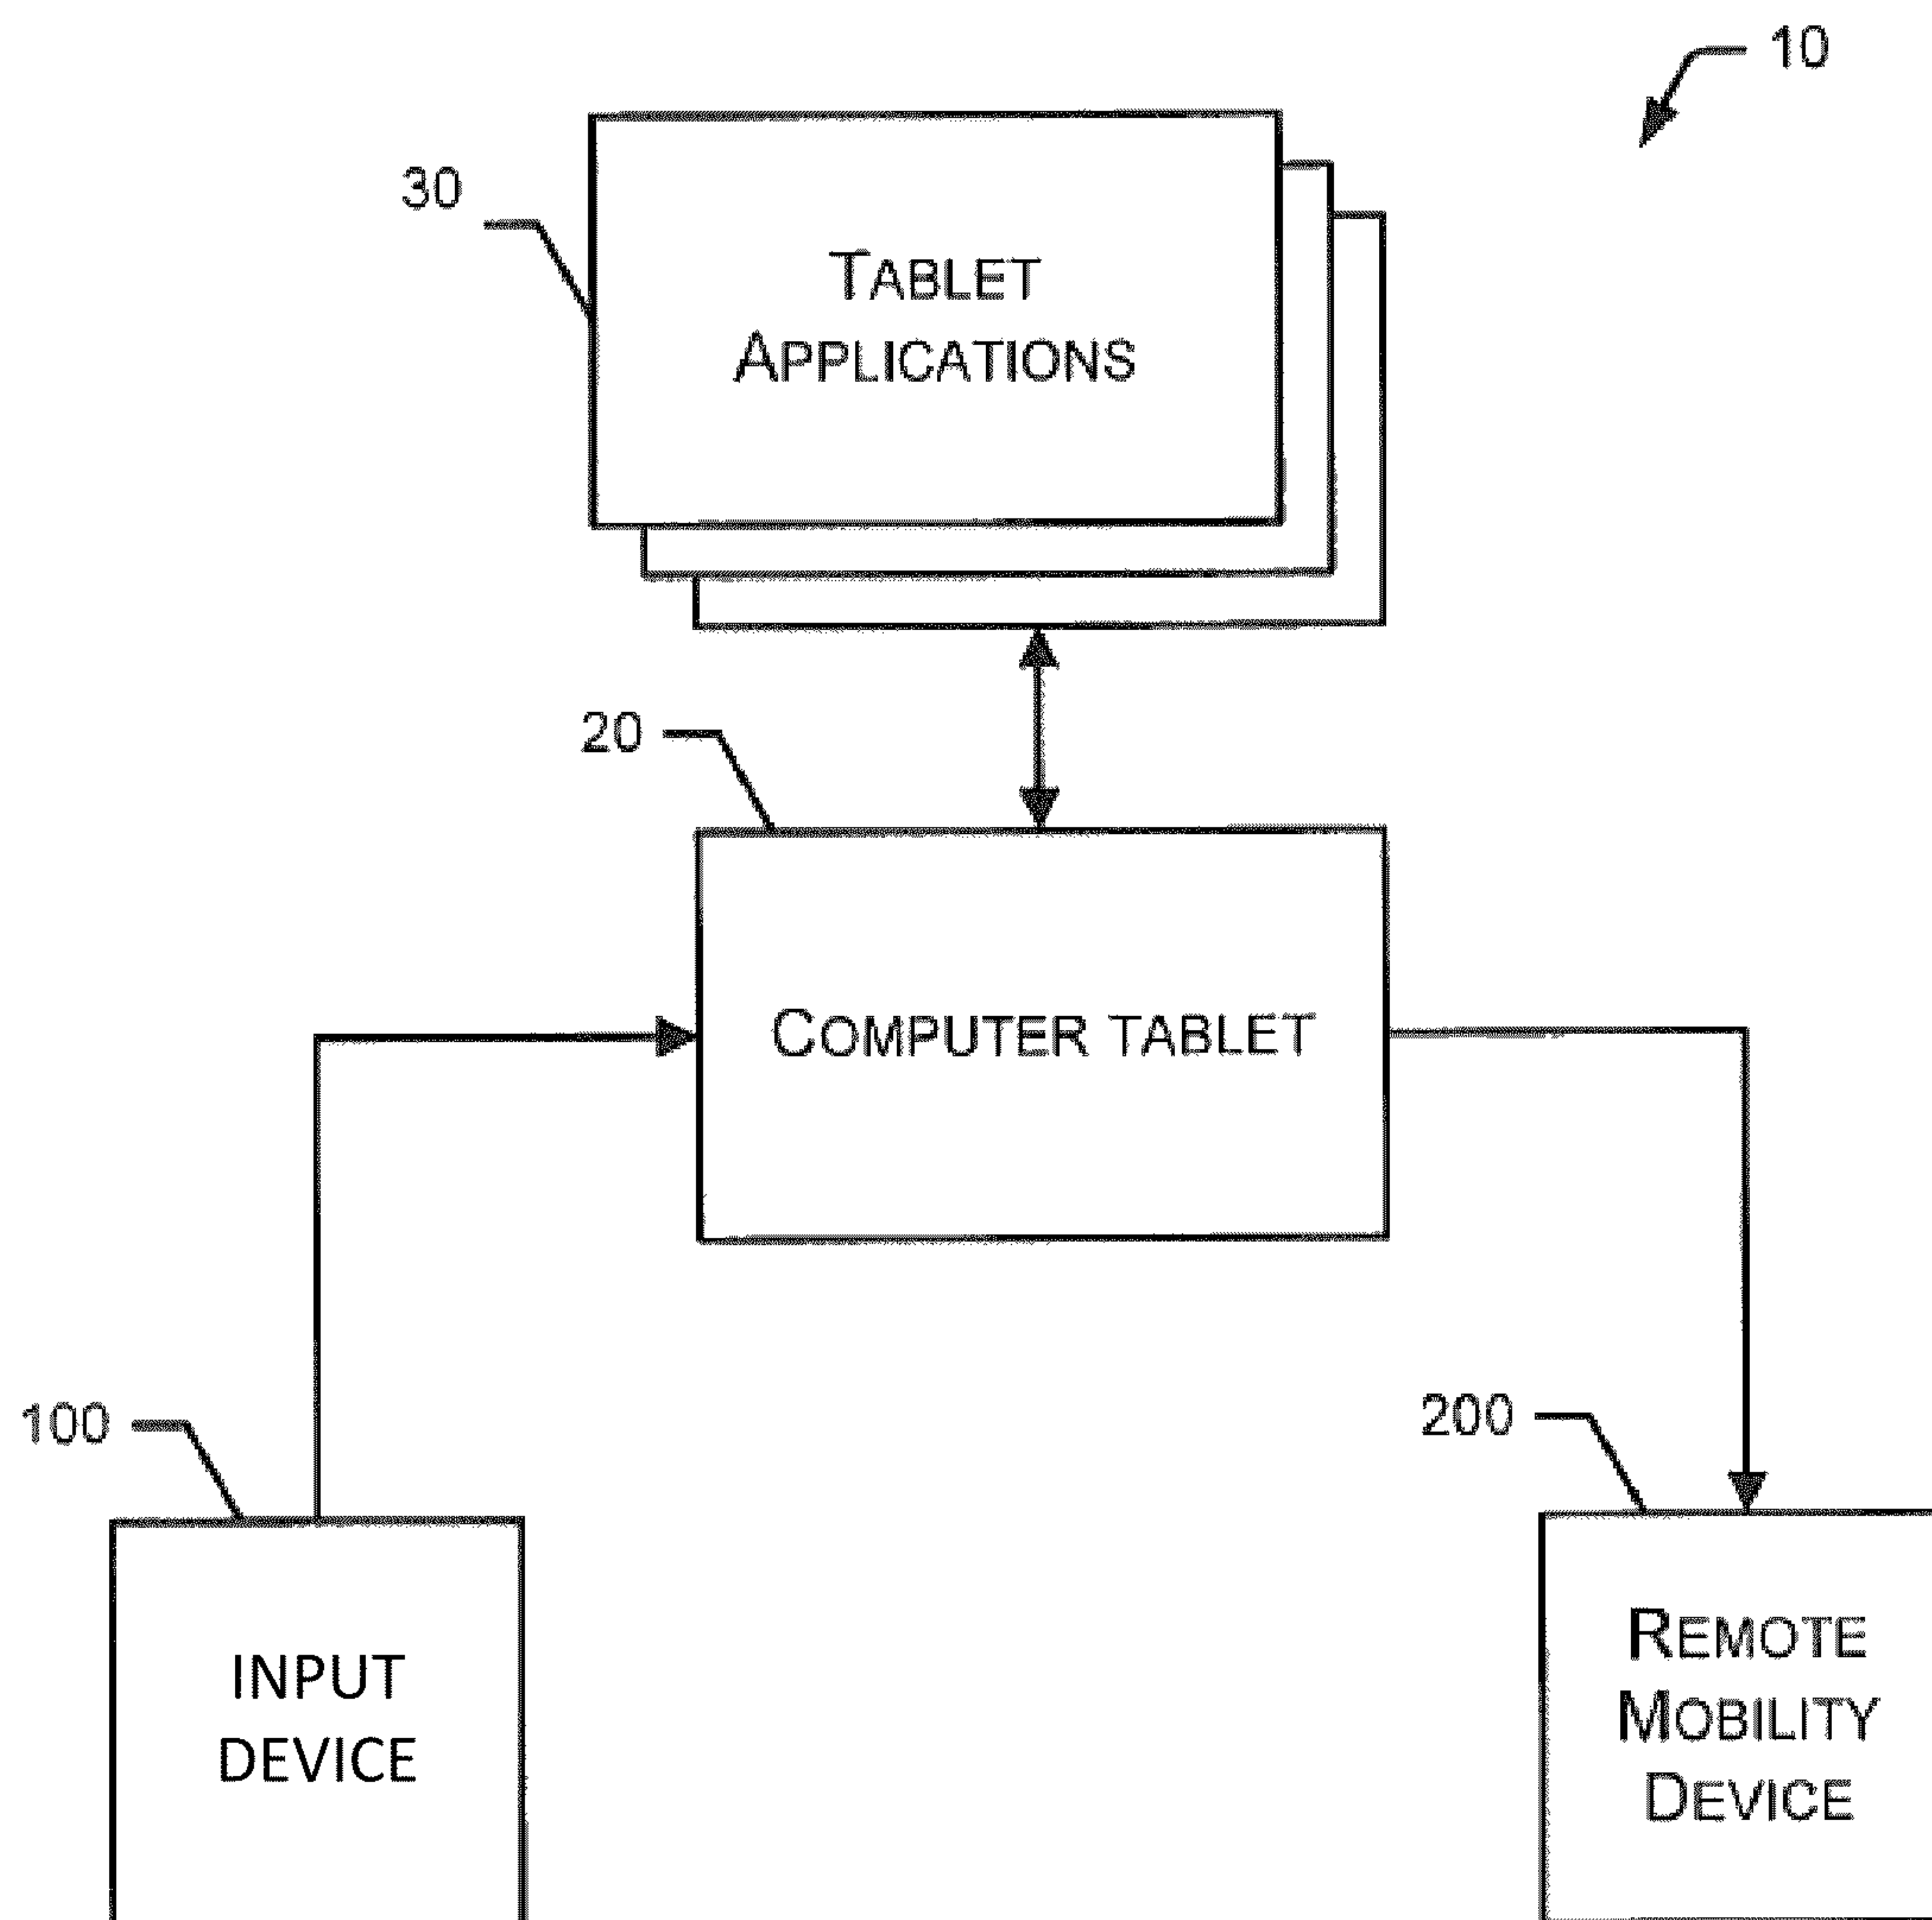 10
30
TABLET
APPLICATIONS
20
COMPUTER TABLET
100
200
INPUT
DEVICE
REMOTE
MOBILITY
DEVICE